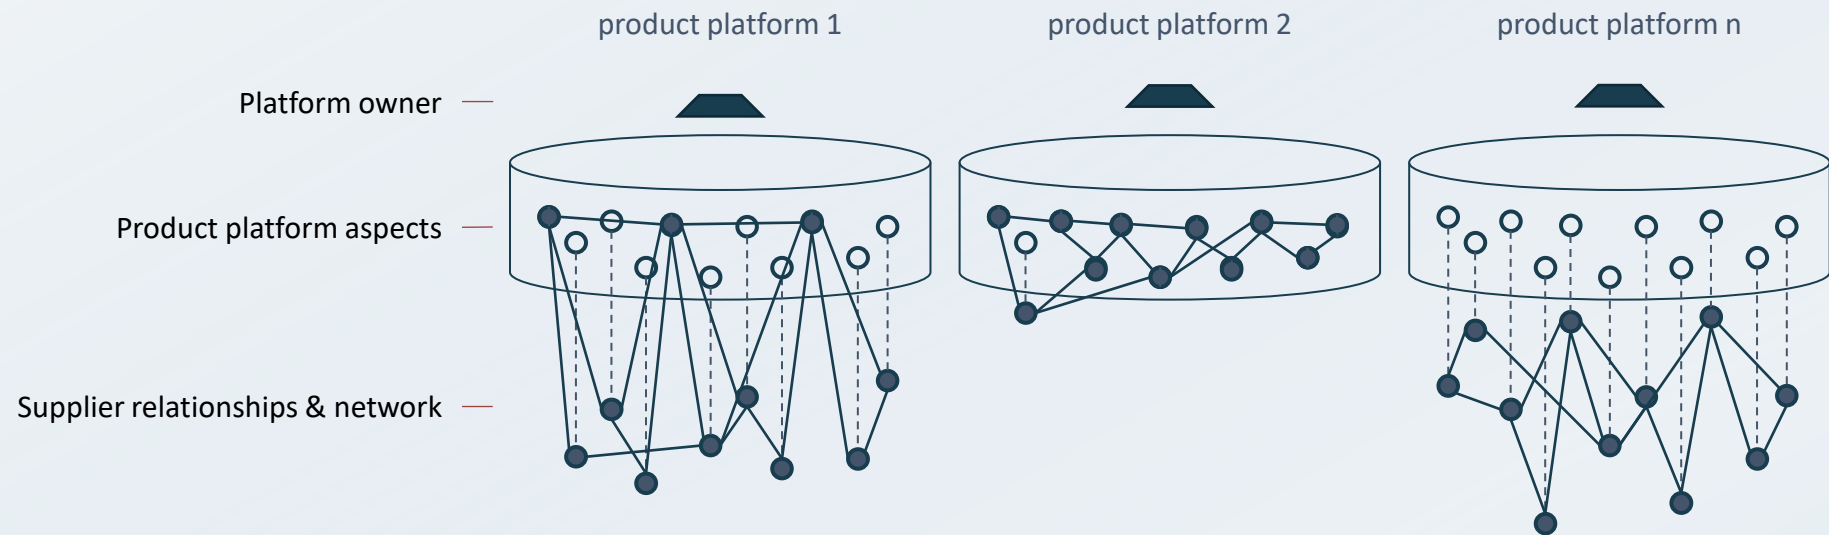 product platform 1
product platform 2
product platform n
Platform owner
Product platform aspects
Supplier relationships & network